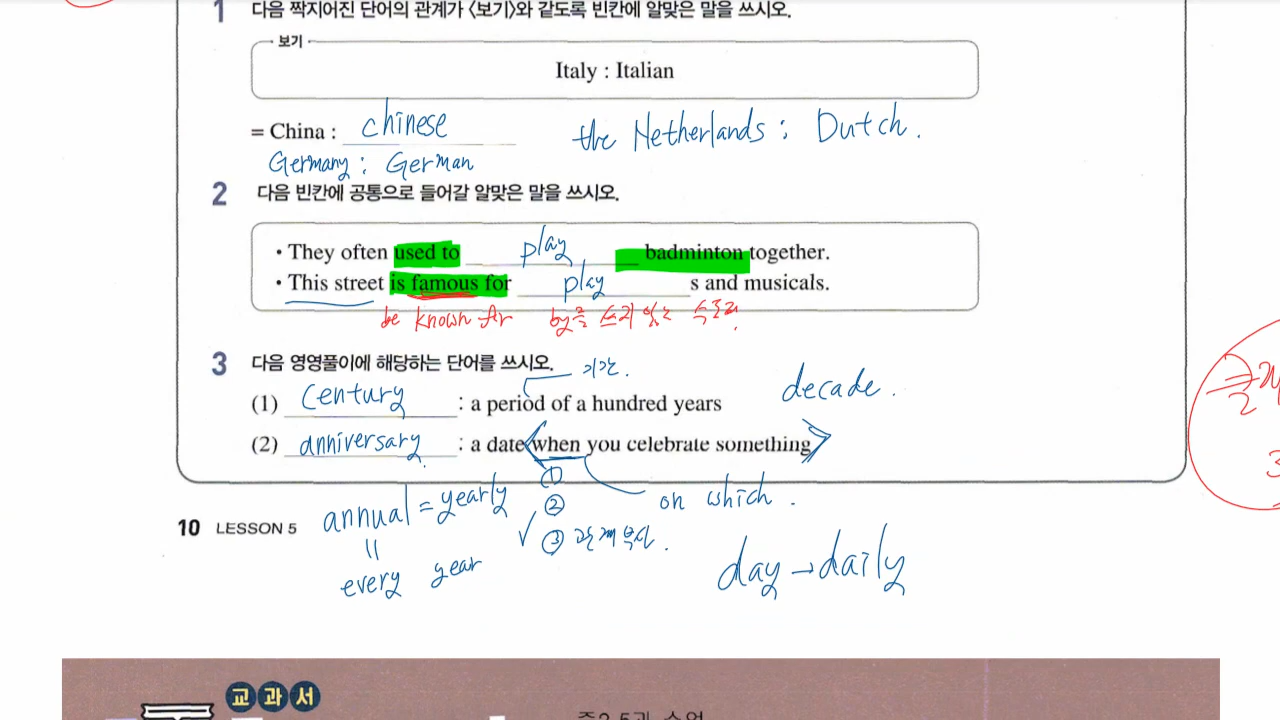 1 다음 짝지어진 단어의 관계가 〈보기〉와 같도록 빈칸에 알맞은 말을 쓰시오.
보기
Italy : Italian
= China : chinese
the Netherlands : Dutch.
Germany : German
2 다음 빈칸에 공통으로 들어갈 알맞은 말을 쓰시오.
• They often used to play badminton together.
• This street is famous for play s and musicals.
be known for
3 다음 영영풀이에 해당하는 단어를 쓰시오.
기간.
(1) century : a period of a hundred years
decade.
(2) anniversary : a date when you celebrate something
①
②
③ 관계부사.
on which.
annual = yearly
10 LESSON 5
every year
day → daily
교과서